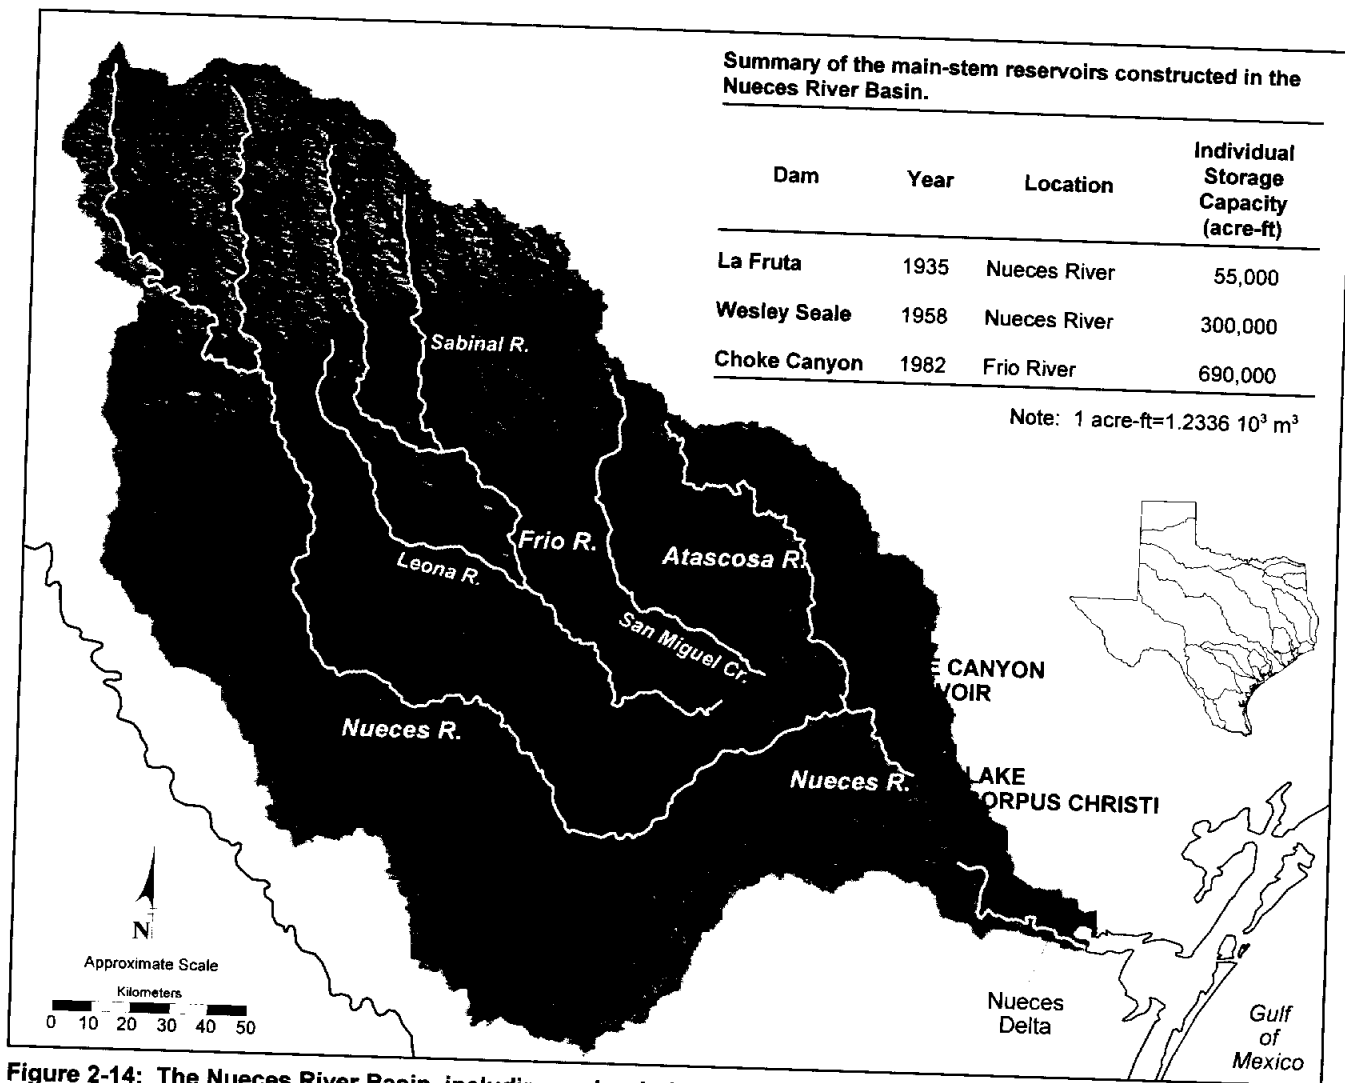 Summary of the main-stem reservoirs constructed in the
Nueces River Basin.
Dam Year Location Individual Storage Capacity (acre-ft)
La Fruta 1935 Nueces River 55,000
Wesley Seale 1958 Nueces River 300,000
Choke Canyon 1982 Frio River 690,000
Note: 1 acre-ft=1.2336 10³ m³
Sabinal R.
Frio R.
Atascosa R.
Leona R.
San Miguel Cr.
CANYON
VOIR
Nueces R.
Nueces R.
LAKE
ORPUS CHRISTI
N
Approximate Scale
Kilometers
0 10 20 30 40 50
Nueces
Delta
Gulf
of
Mexico
Figure 2-14: The Nueces River Basin, including